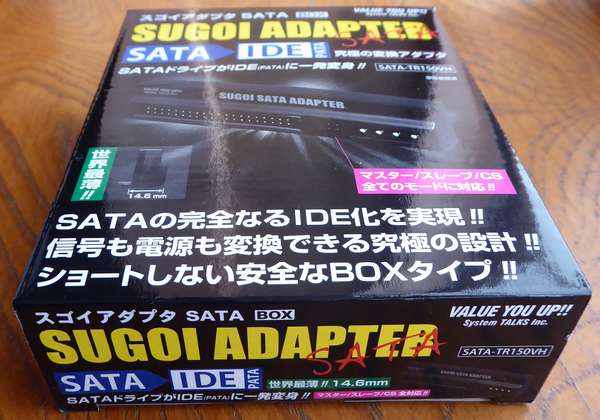 スゴイアダプタ SATA BOX
VALUE YOU UP!!
System TALKS Inc.
SUGOI ADAPTER
SATA
SATA IDE PATA
究極の変換アダプタ
SATAドライブがIDE(PATA)に一発変身!!
SATA-TR150VH
SUGOI SATA ADAPTER
世界最薄!!
14.6mm
マスター/スレーブ/CS
全てのモードに対応!!
SATAの完全なるIDE化を実現!!
信号も電源も変換できる究極の設計!!
ショートしない安全なBOXタイプ!!
スゴイアダプタ SATA BOX
VALUE YOU UP!!
System TALKS Inc.
SUGOI ADAPTER
SATA
SATA-TR150VH
SATA IDE PATA
世界最薄!!14.6mm
SUGOI SATA ADAPTER
SATAドライブがIDE(PATA)に一発変身!!
マスター/スレーブ/CS 全対応!!